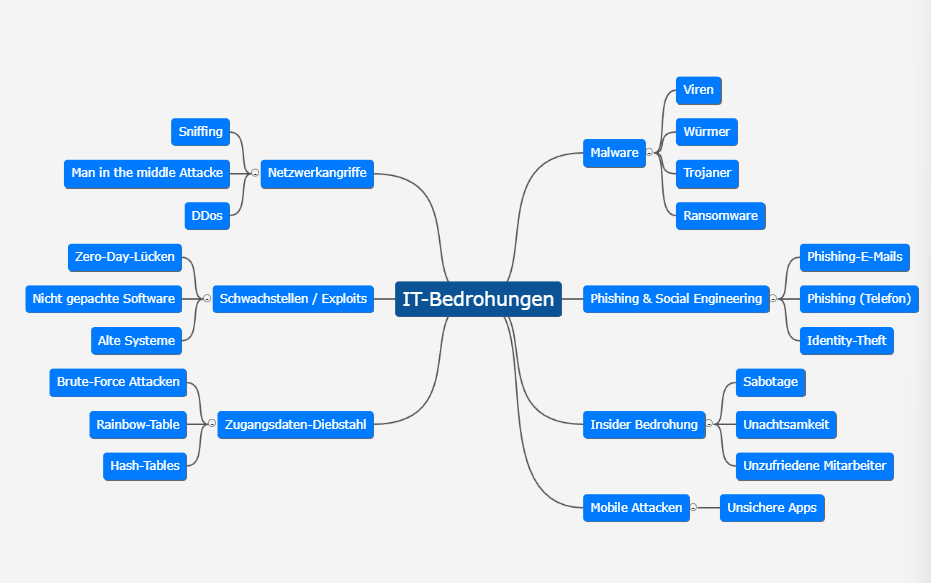 IT-Bedrohungen
Malware
Viren
Würmer
Trojaner
Ransomware
Phishing & Social Engineering
Phishing-E-Mails
Phishing (Telefon)
Identity-Theft
Insider Bedrohung
Sabotage
Unachtsamkeit
Unzufriedene Mitarbeiter
Mobile Attacken
Unsichere Apps
Netzwerkangriffe
Sniffing
Man in the middle Attacke
DDos
Schwachstellen / Exploits
Zero-Day-Lücken
Nicht gepachte Software
Alte Systeme
Zugangsdaten-Diebstahl
Brute-Force Attacken
Rainbow-Table
Hash-Tables